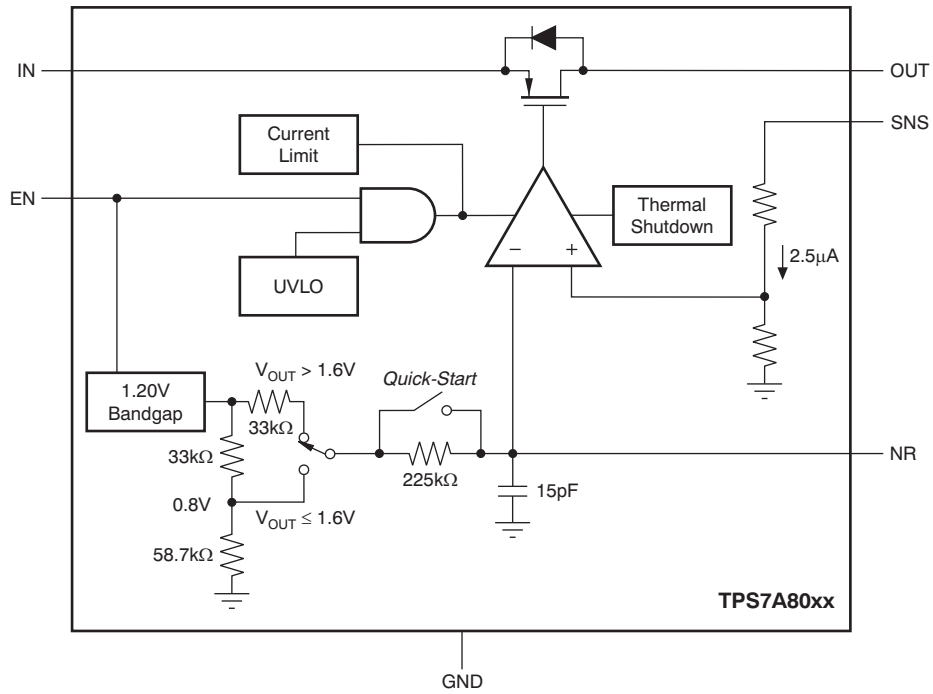 IN
OUT
SNS
Current
Limit
EN
Thermal
Shutdown
− +
2.5µA
UVLO
V_OUT > 1.6V
Quick-Start
1.20V
Bandgap
33kΩ
33kΩ
NR
225kΩ
15pF
0.8V
V_OUT ≤ 1.6V
58.7kΩ
TPS7A80xx
GND